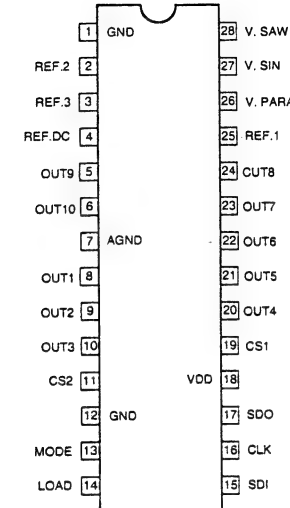 1 GND 28 V. SAW
REF.2 2 27 V. SIN
REF.3 3 26 V. PARA
REF.DC 4 25 REF.1
OUT9 5 24 CUT8
OUT10 6 23 OUT7
7 AGND 22 OUT6
OUT1 8 21 OUT5
OUT2 9 20 OUT4
OUT3 10 19 CS1
CS2 11 VDD 18
12 GND 17 SDO
MODE 13 16 CLK
LOAD 14 15 SDI